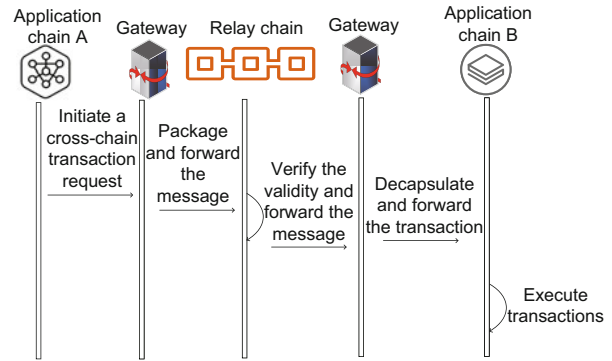 Application
chain A
Gateway
Relay chain
Gateway
Application
chain B
Initiate a
cross-chain
transaction
request
Package
and forward
the
message
Verify the
validity and
forward the
message
Decapsulate
and forward
the transaction
Execute
transactions